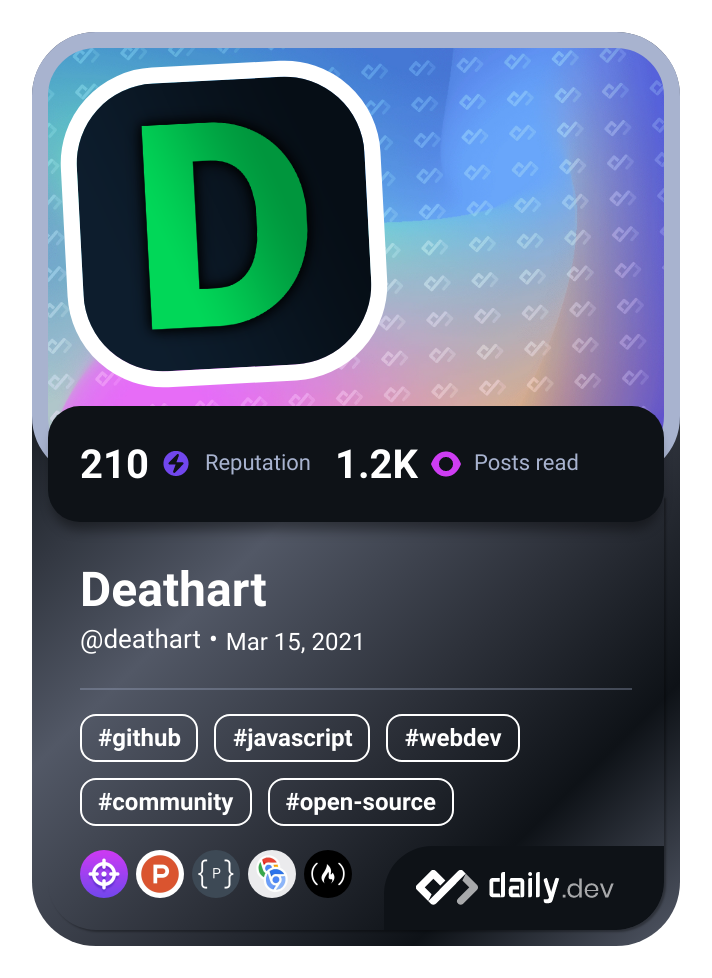 D
210 Reputation 1.2K Posts read
Deathart
@deathart • Mar 15, 2021
#github #javascript #webdev
#community #open-source
P {P} daily.dev